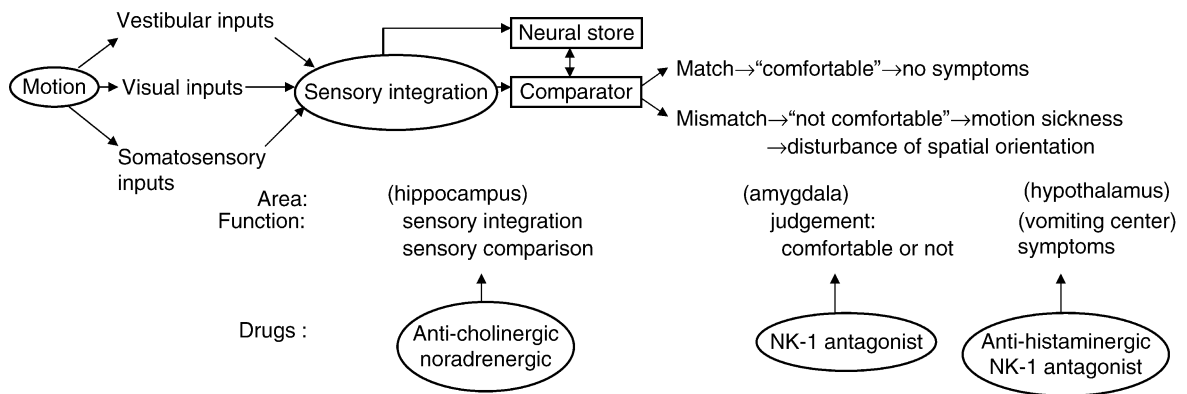 Vestibular inputs
Neural store
Motion
Visual inputs
Sensory integration
Comparator
Match→“comfortable”→no symptoms
Mismatch→“not comfortable”→motion sickness
→disturbance of spatial orientation
Somatosensory
inputs
Area:
(hippocampus)
(amygdala)
(hypothalamus)
Function:
sensory integration
judgement:
(vomiting center)
sensory comparison
comfortable or not
symptoms
Drugs :
Anti-cholinergic
noradrenergic
NK-1 antagonist
Anti-histaminergic
NK-1 antagonist